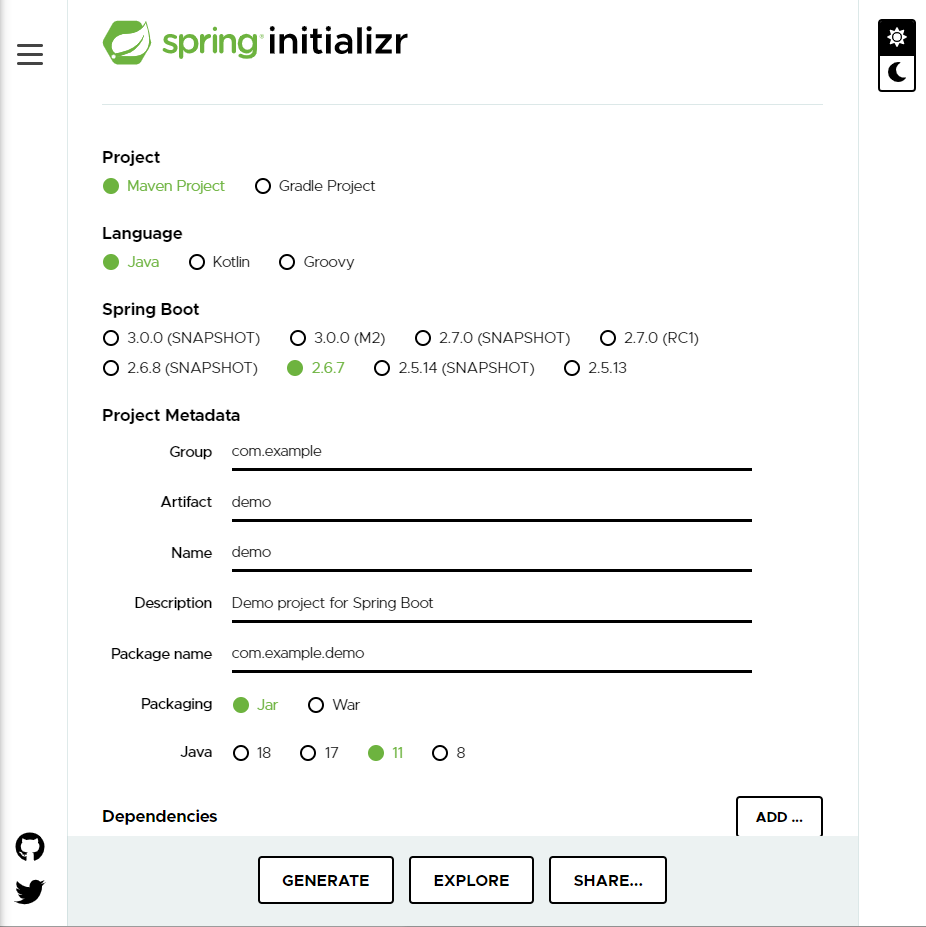 spring initializr
Project
Maven Project Gradle Project
Language
Java Kotlin Groovy
Spring Boot
3.0.0 (SNAPSHOT) 3.0.0 (M2) 2.7.0 (SNAPSHOT) 2.7.0 (RC1)
2.6.8 (SNAPSHOT) 2.6.7 2.5.14 (SNAPSHOT) 2.5.13
Project Metadata
Group com.example
Artifact demo
Name demo
Description Demo project for Spring Boot
Package name com.example.demo
Packaging Jar War
Java 18 17 11 8
Dependencies ADD ...
GENERATE EXPLORE SHARE...